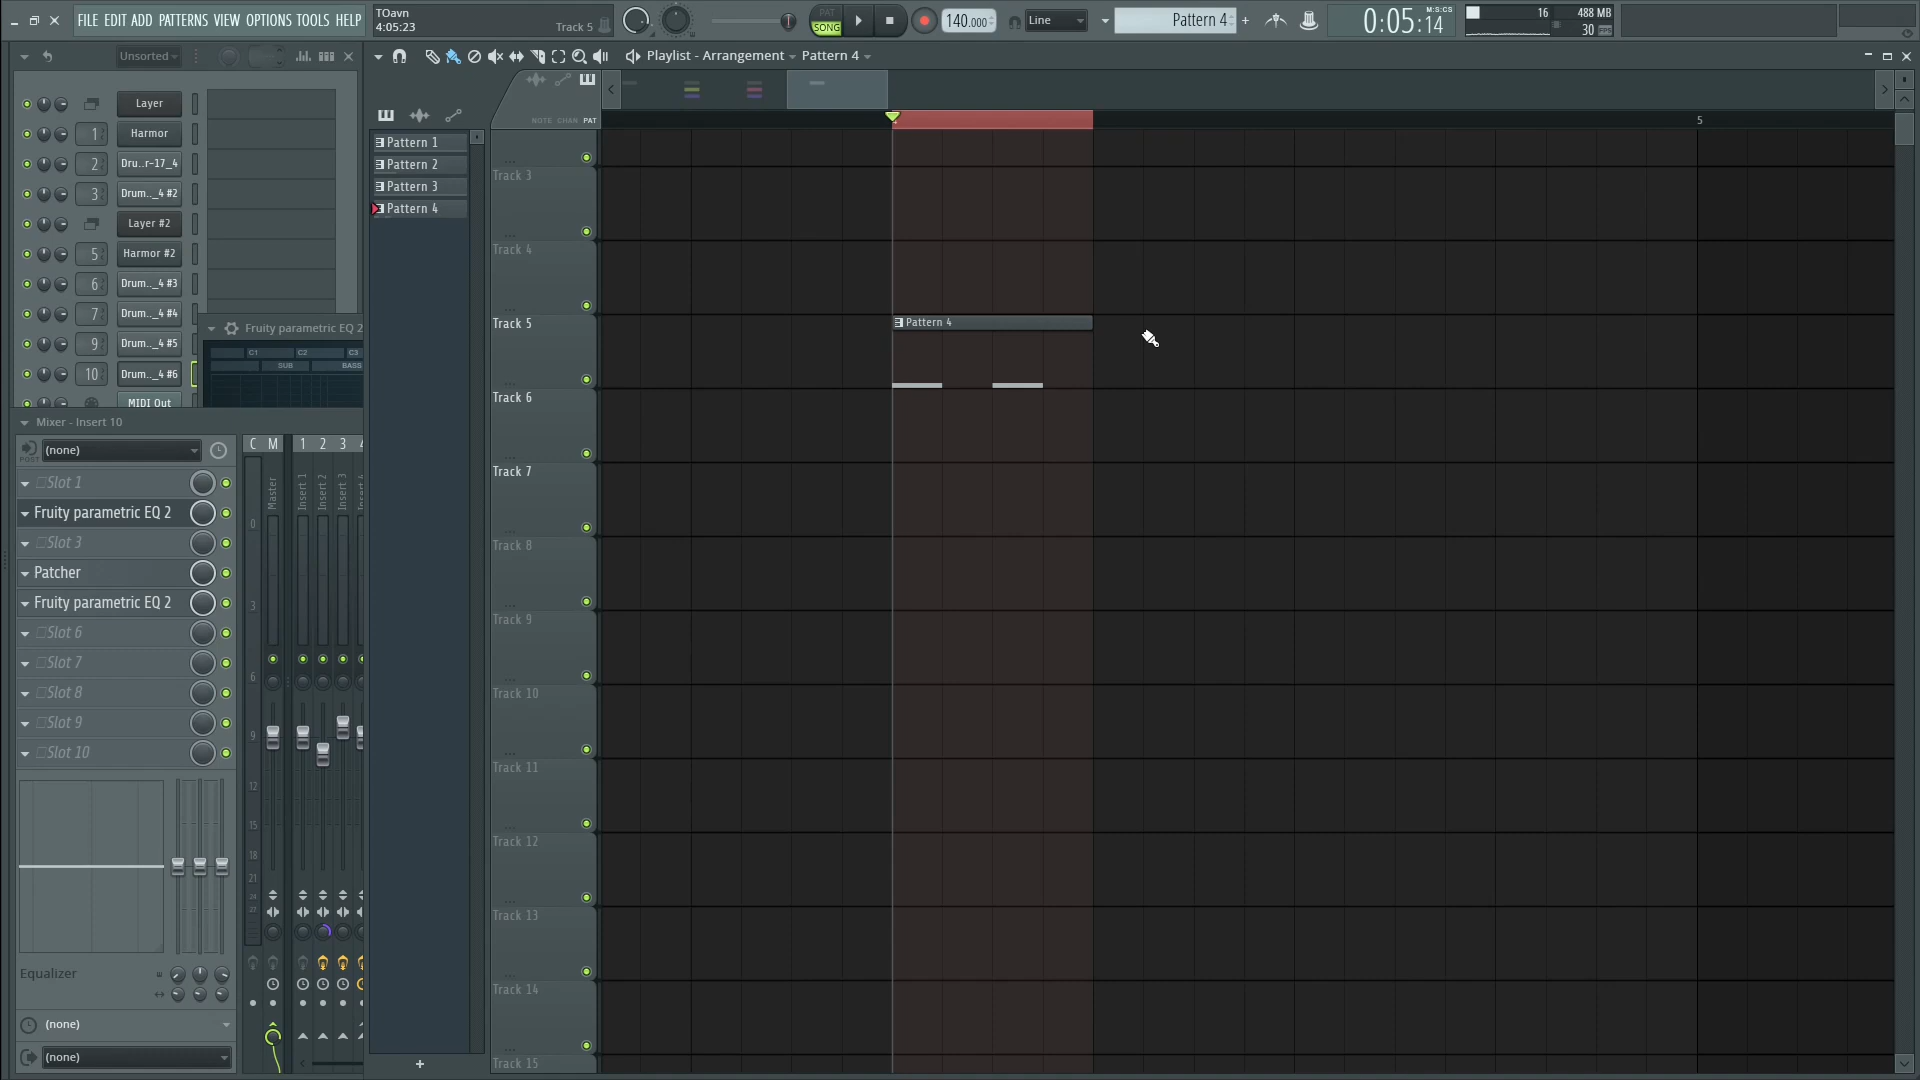 FILE EDIT ADD PATTERNS VIEW OPTIONS TOOLS HELP
TOavn
4:05:23
Track 5
PAT
SONG
140.000
Line
Pattern 4
+
0:05:14
M:S:CS
16
488 MB
30
Unsorted
Playlist - Arrangement
Pattern 4
NOTE CHAN PAT
5
Layer
1 Harmor
2 Dru..r-17_4
3 Drum.._4 #2
Layer #2
5 Harmor #2
6 Drum.._4 #3
7 Drum.._4 #4
9 Drum.._4 #5
10 Drum.._4 #6
MIDI Out
Fruity parametric EQ 2
C1 C2 C3
SUB BASS
Pattern 1
Pattern 2
Pattern 3
Pattern 4
Track 3
Track 4
Track 5
Track 6
Track 7
Track 8
Track 9
Track 10
Track 11
Track 12
Track 13
Track 14
Track 15
Pattern 4
Mixer - Insert 10
(none)
POST
Slot 1
Fruity parametric EQ 2
Slot 3
Patcher
Fruity parametric EQ 2
Slot 6
Slot 7
Slot 8
Slot 9
Slot 10
Equalizer
(none)
(none)
C M 1 2 3 4
Master
Insert 1
Insert 2
Insert 3
0
3
6
9
12
15
18
21
24
27
+